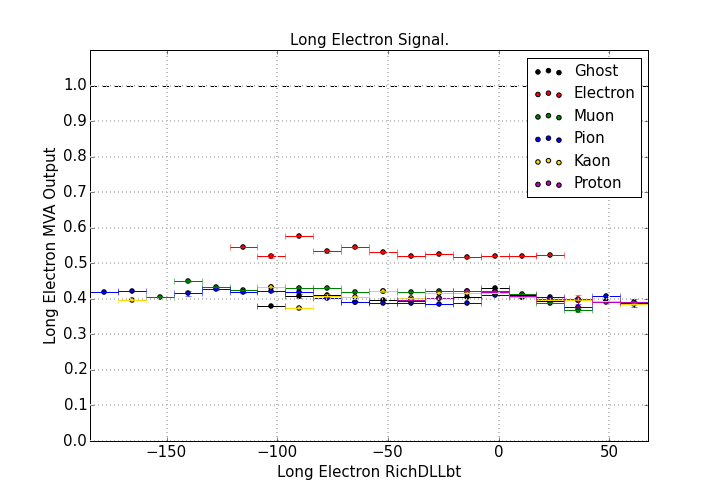 Long Electron Signal.
Ghost
Electron
Muon
Pion
Kaon
Proton
Long Electron MVA Output
1.0
0.9
0.8
0.7
0.6
0.5
0.4
0.3
0.2
0.1
0.0
−150 −100 −50 0 50
Long Electron RichDLLbt